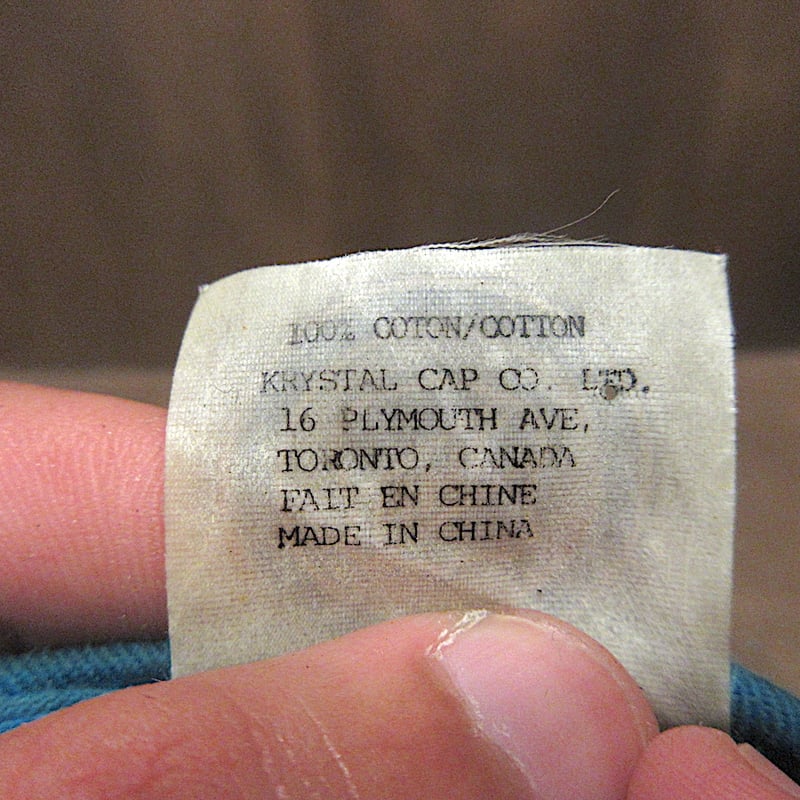 100% COTON/COTTON
KRYSTAL CAP CO. LTD.
16 PLYMOUTH AVE,
TORONTO, CANADA
FAIT EN CHINE
MADE IN CHINA